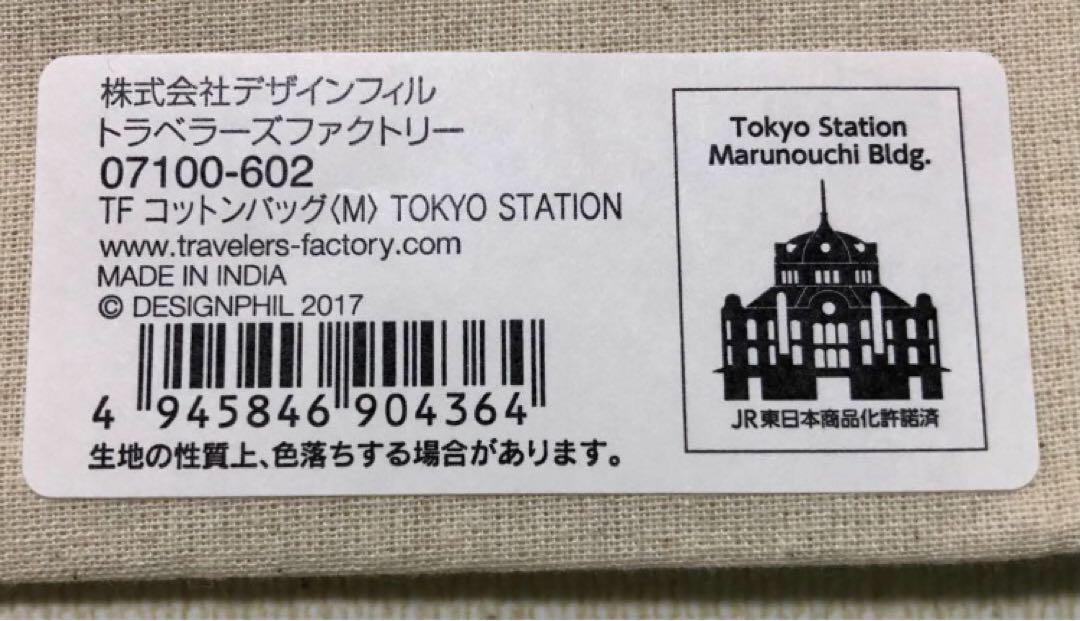 株式会社デザインフィル
トラベラーズファクトリー
07100-602
TF コットンバッグ〈M〉 TOKYO STATION
www.travelers-factory.com
MADE IN INDIA
© DESIGNPHIL 2017
4 945846 904364
生地の性質上、色落ちする場合があります。
Tokyo Station
Marunouchi Bldg.
JR東日本商品化許諾済